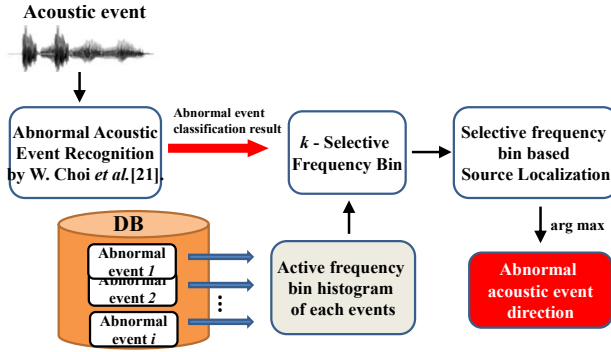 Acoustic event
Abnormal Acoustic
Event Recognition
by W. Choi et al.[21].
Abnormal event
classification result
k - Selective
Frequency Bin
Selective frequency
bin based
Source Localization
arg max
Abnormal
acoustic event
direction
DB
Abnormal
event 1
Abnormal
event 2
Abnormal
event i
⋮
Active frequency
bin histogram
of each events